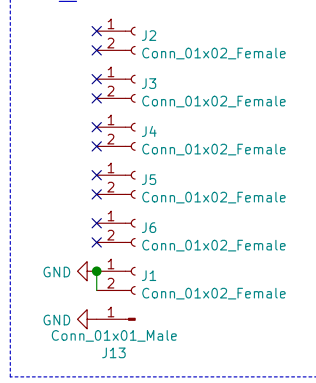 1 J2
2 Conn_01x02_Female
1 J3
2 Conn_01x02_Female
1 J4
2 Conn_01x02_Female
1 J5
2 Conn_01x02_Female
1 J6
2 Conn_01x02_Female
GND 1 J1
2 Conn_01x02_Female
GND 1
Conn_01x01_Male
J13